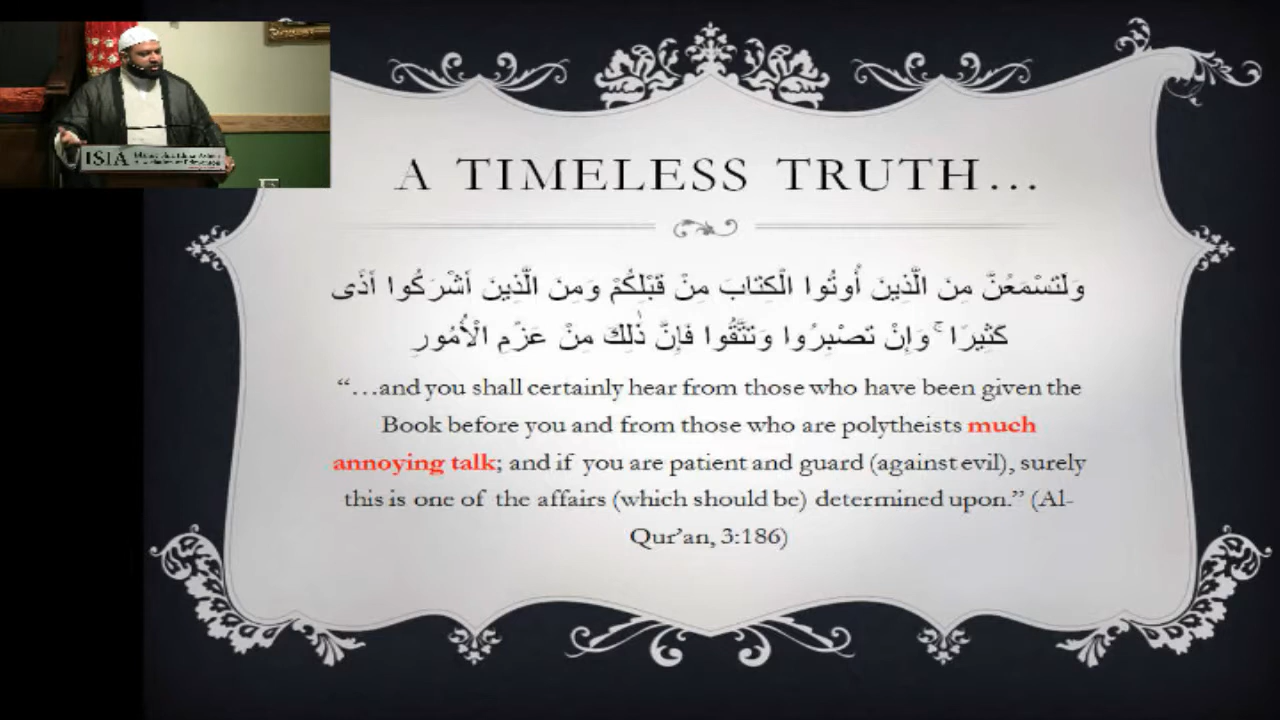 ISIA
A TIMELESS TRUTH...
وَلَتَسْمَعُنَّ مِنَ الَّذِينَ أُوتُوا الْكِتَابَ مِنْ قَبْلِكُمْ وَمِنَ الَّذِينَ أَشْرَكُوا أَذًى
كَثِيرًا ۚ وَإِنْ تَصْبِرُوا وَتَتَّقُوا فَإِنَّ ذَٰلِكَ مِنْ عَزْمِ الْأُمُورِ
“...and you shall certainly hear from those who have been given the
Book before you and from those who are polytheists much
annoying talk; and if you are patient and guard (against evil), surely
this is one of the affairs (which should be) determined upon.” (Al-
Qur’an, 3:186)